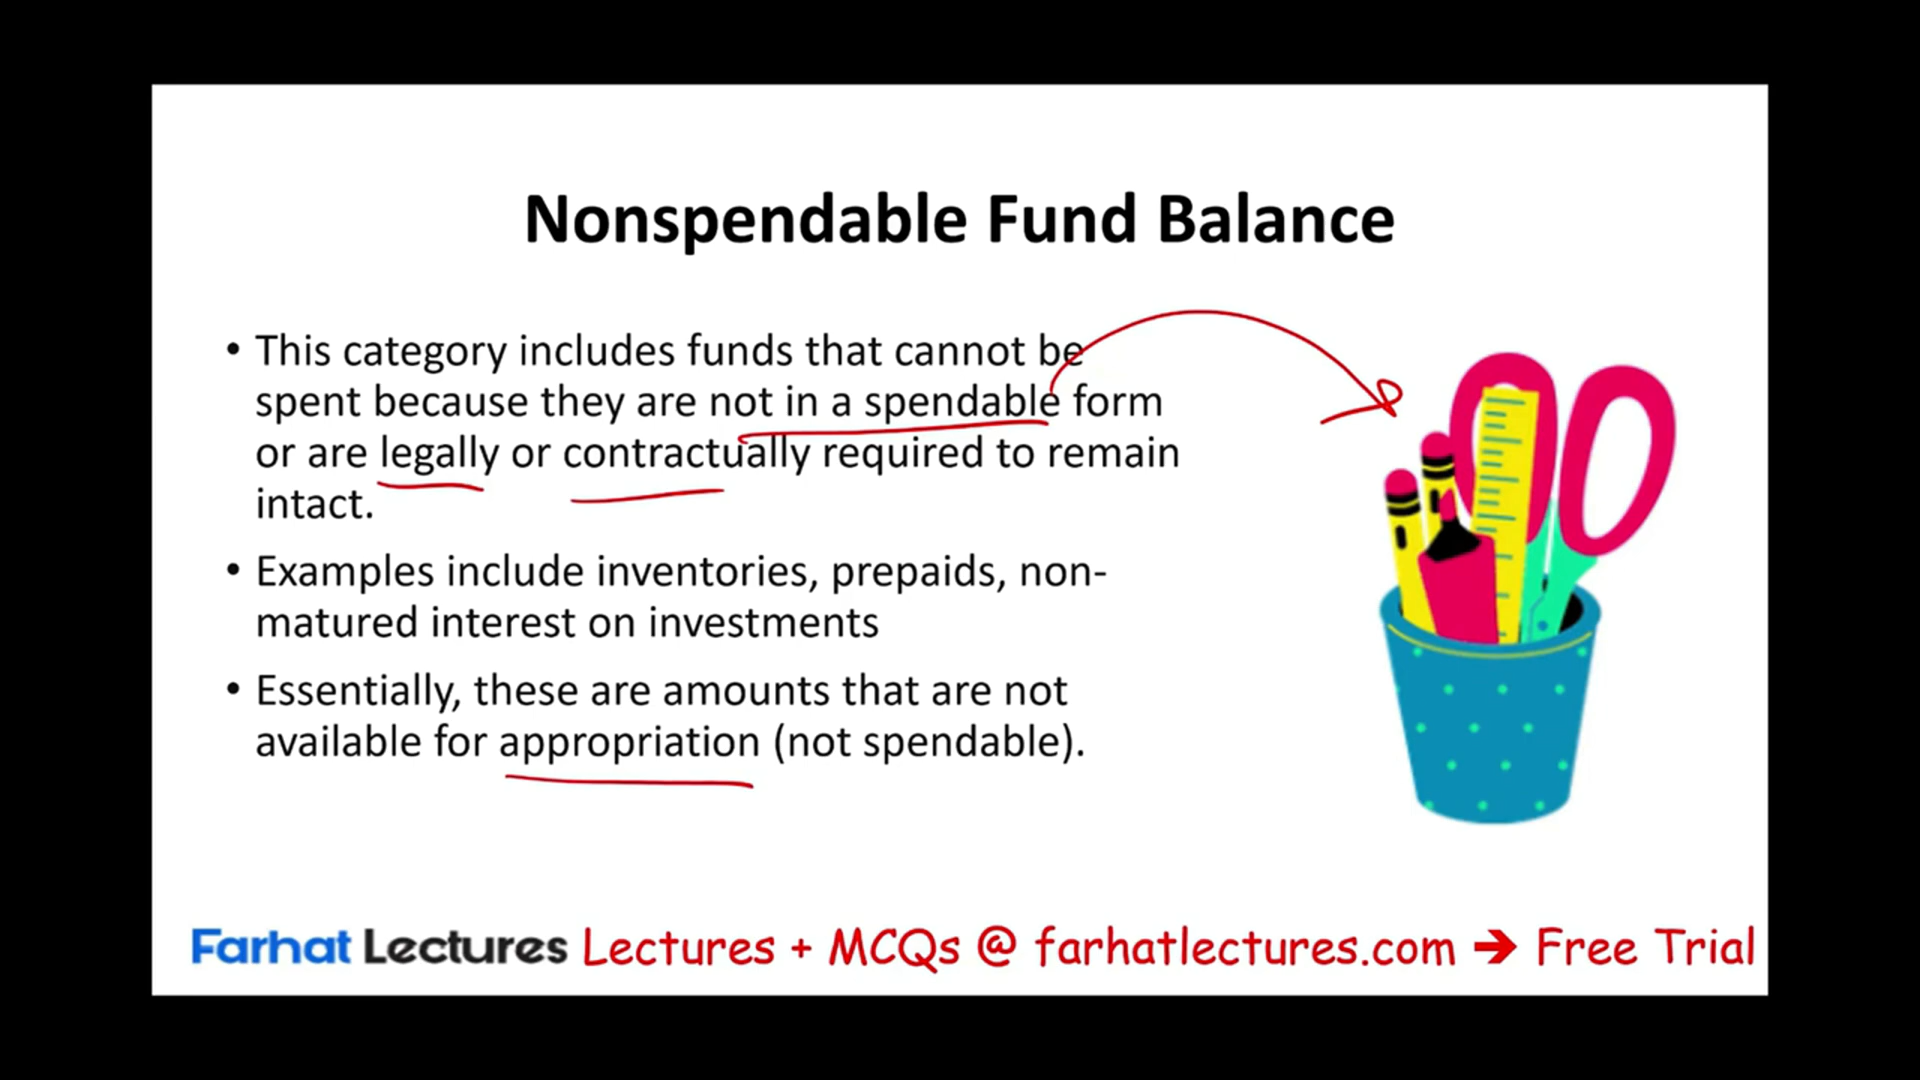 Nonspendable Fund Balance
• This category includes funds that cannot be
spent because they are not in a spendable form
or are legally or contractually required to remain
intact.
• Examples include inventories, prepaids, non-
matured interest on investments
• Essentially, these are amounts that are not
available for appropriation (not spendable).
Farhat Lectures Lectures + MCQs @ farhatlectures.com ➔ Free Trial